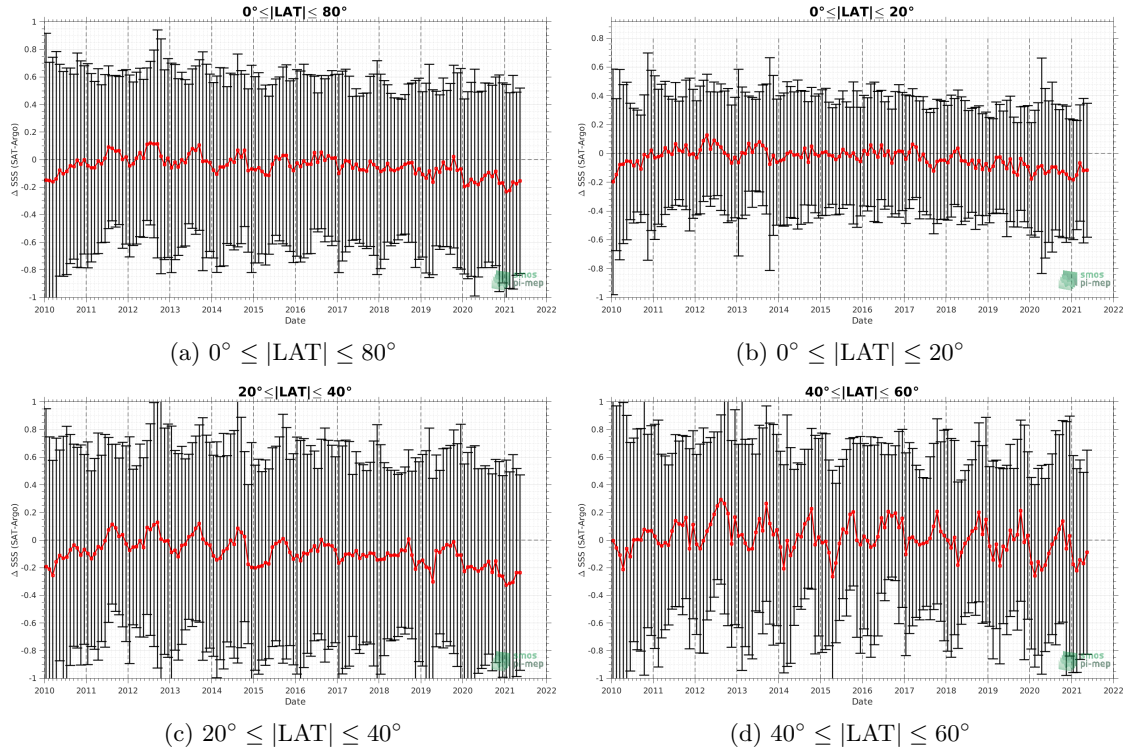 0°≤|LAT|≤ 80°
1
0.8
0.6
0.4
0.2
0
-0.2
-0.4
-0.6
-0.8
-1
Δ SSS (SAT-Argo)
2010 2011 2012 2013 2014 2015 2016 2017 2018 2019 2020 2021 2022
Date
smos
pi-mep
(a) 0° ≤ |LAT| ≤ 80°
0°≤|LAT|≤ 20°
0.8
0.6
0.4
0.2
0
-0.2
-0.4
-0.6
-0.8
-1
Δ SSS (SAT-Argo)
2010 2011 2012 2013 2014 2015 2016 2017 2018 2019 2020 2021 2022
Date
smos
pi-mep
(b) 0° ≤ |LAT| ≤ 20°
20°≤|LAT|≤ 40°
1
0.8
0.6
0.4
0.2
0
-0.2
-0.4
-0.6
-0.8
-1
Δ SSS (SAT-Argo)
2010 2011 2012 2013 2014 2015 2016 2017 2018 2019 2020 2021 2022
Date
smos
pi-mep
(c) 20° ≤ |LAT| ≤ 40°
40°≤|LAT|≤ 60°
1
0.8
0.6
0.4
0.2
0
-0.2
-0.4
-0.6
-0.8
-1
Δ SSS (SAT-Argo)
2010 2011 2012 2013 2014 2015 2016 2017 2018 2019 2020 2021 2022
Date
smos
pi-mep
(d) 40° ≤ |LAT| ≤ 60°